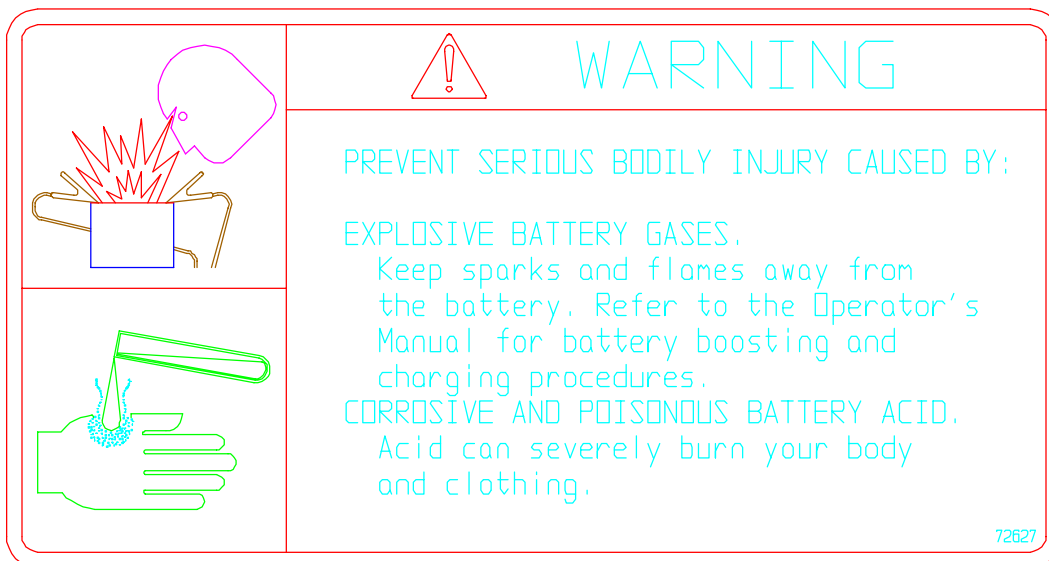 WARNING
PREVENT SERIOUS BODILY INJURY CAUSED BY:
EXPLOSIVE BATTERY GASES.
Keep sparks and flames away from
the battery. Refer to the Operator's
Manual for battery boosting and
charging procedures.
CORROSIVE AND POISONOUS BATTERY ACID.
Acid can severely burn your body
and clothing.
72627